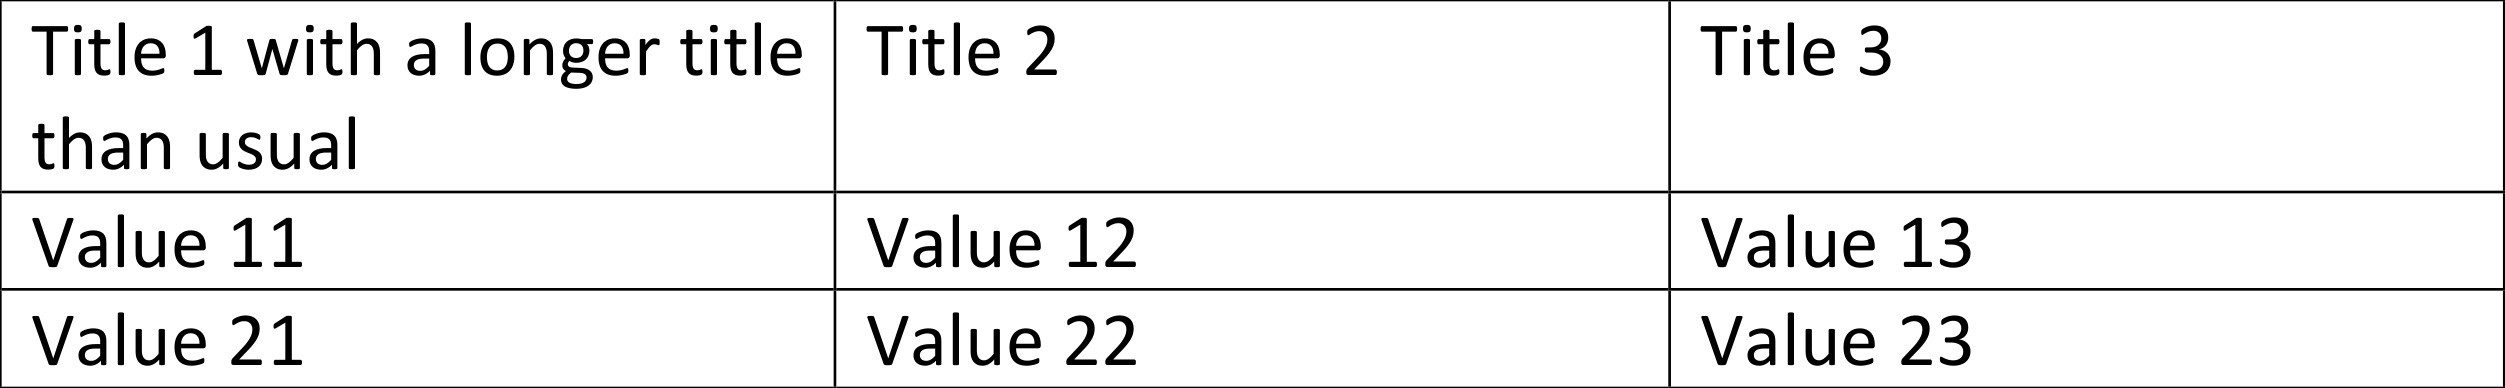 Title 1 with a longer title
than usual
Title 2
Title 3
Value 11
Value 12
Value 13
Value 21
Value 22
Value 23